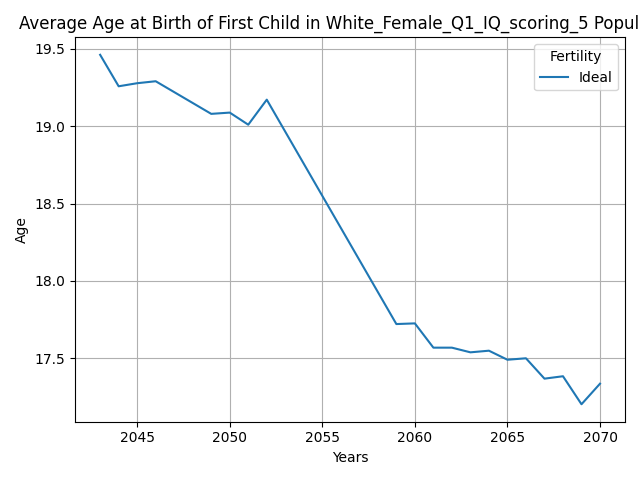 Average Age at Birth of First Child in White_Female_Q1_IQ_scoring_5 Popul
19.5
19.0
18.5
18.0
17.5
Age
Fertility
Ideal
2045 2050 2055 2060 2065 2070
Years